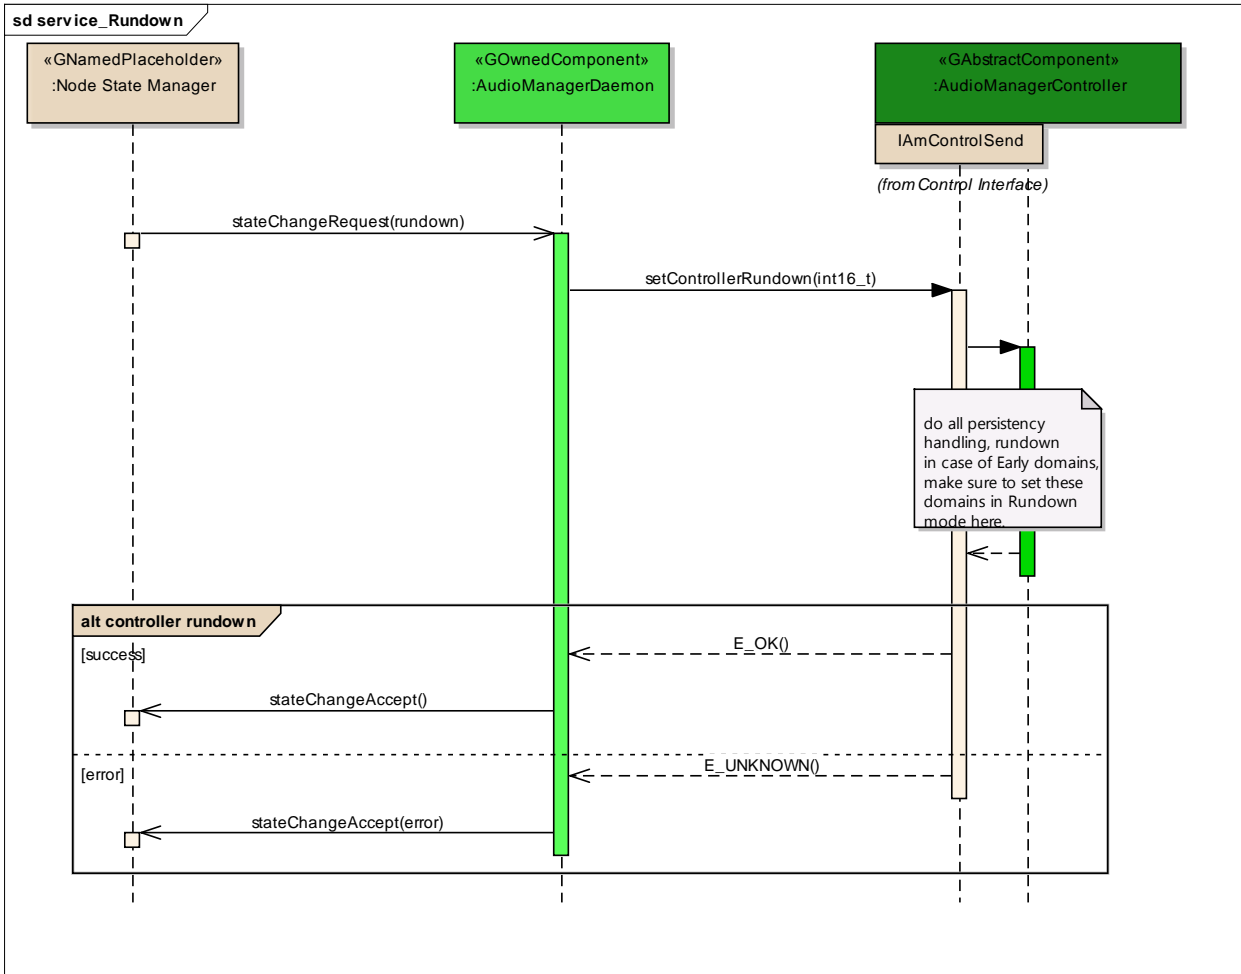 sd service_Rundown
«GNamedPlaceholder»
:Node State Manager
«GOwnedComponent»
:AudioManagerDaemon
«GAbstractComponent»
:AudioManagerController
IAmControlSend
(from Control Interface)
stateChangeRequest(rundown)
setControllerRundown(int16_t)
do all persistency
handling, rundown
in case of Early domains,
make sure to set these
domains in Rundown
mode here.
alt controller rundown
[success]
E_OK()
stateChangeAccept()
[error]
E_UNKNOWN()
stateChangeAccept(error)